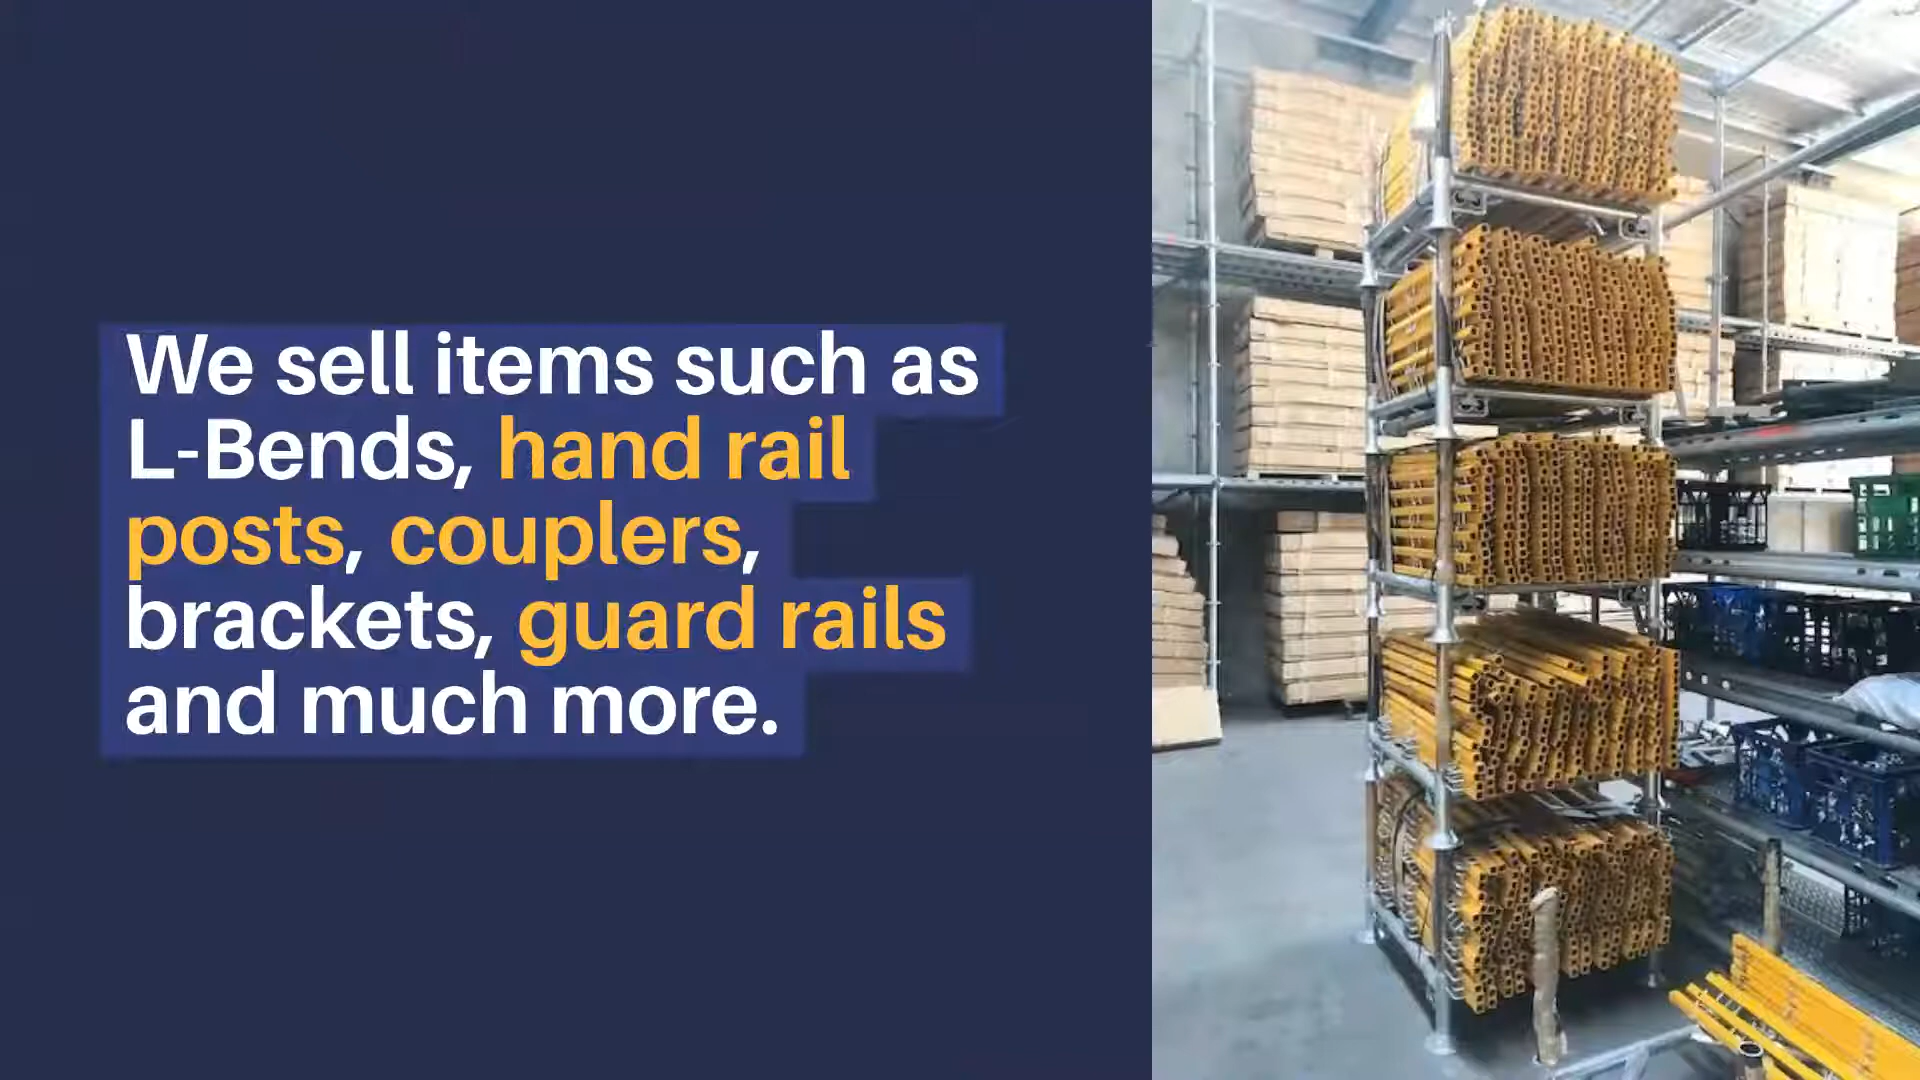 We sell items such as
L-Bends, hand rail
posts, couplers,
brackets, guard rails
and much more.